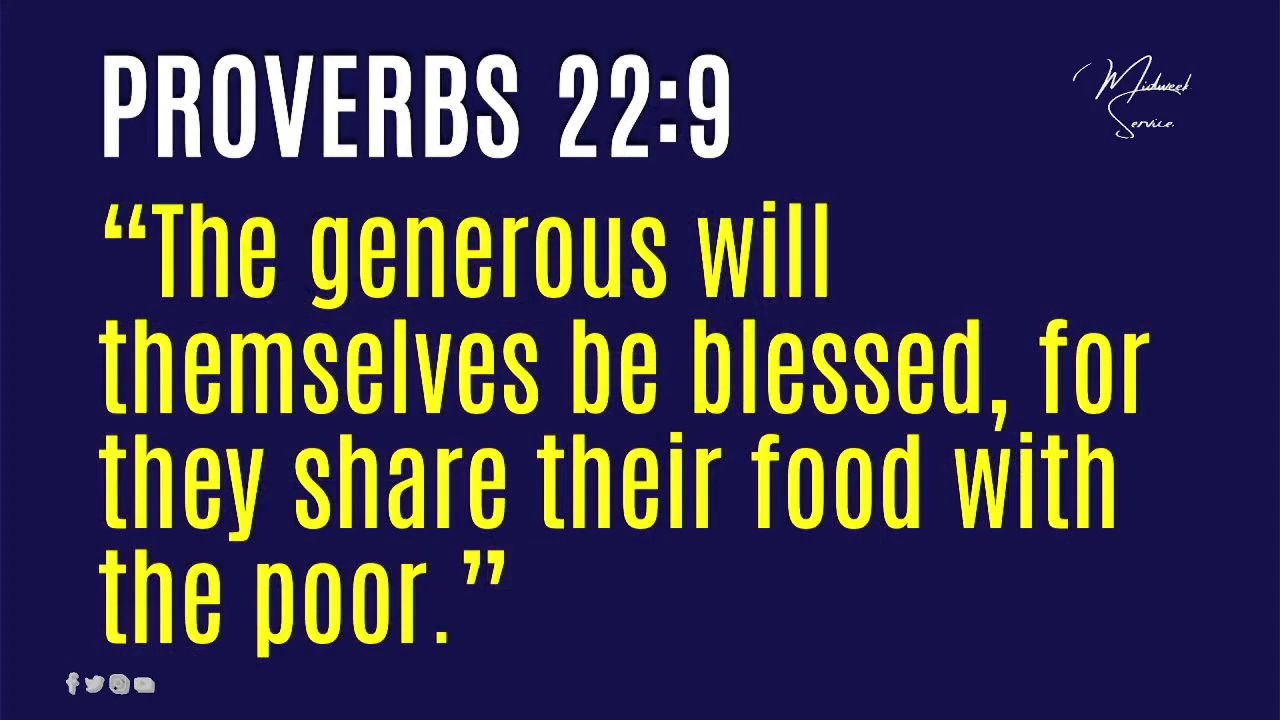 PROVERBS 22:9
Midweek
Service.
“The generous will
themselves be blessed, for
they share their food with
the poor.”